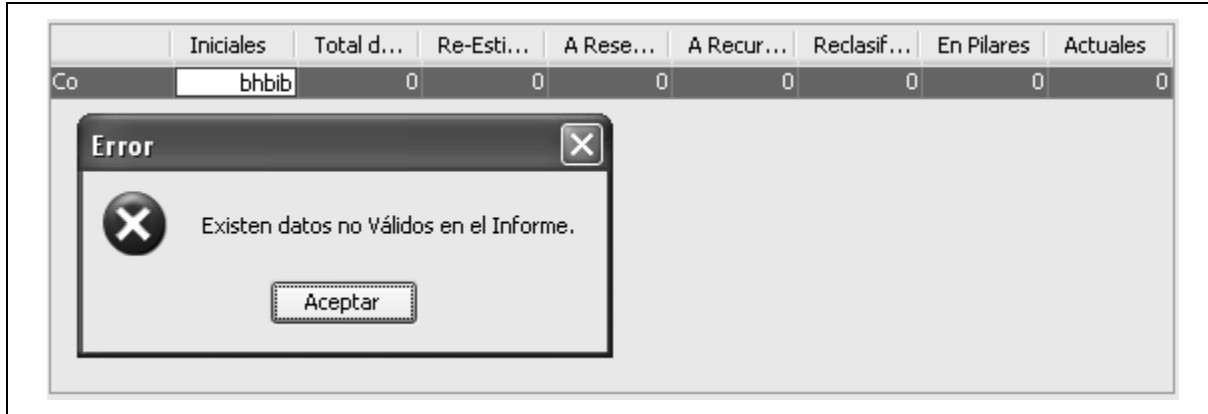 Iniciales Total d... Re-Esti... A Rese... A Recur... Reclasif... En Pilares Actuales
Co bhbib 0 0 0 0 0 0 0
Error
Existen datos no Válidos en el Informe.
Aceptar